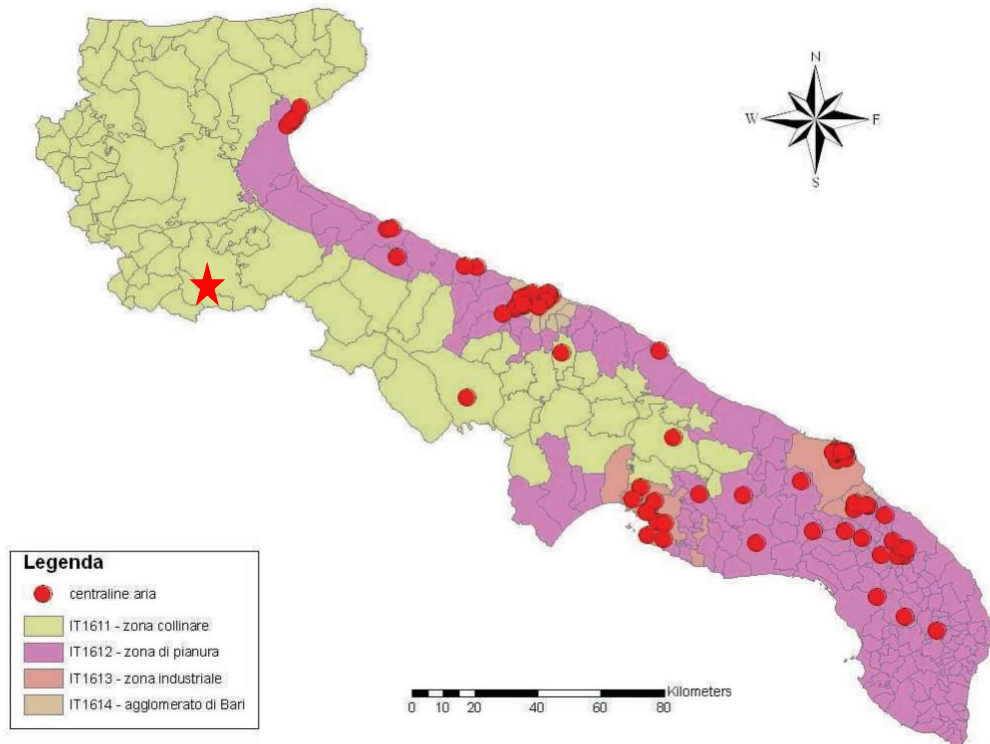 N
W E
S
Legenda
centraline aria
IT1611 - zona collinare
IT1612 - zona di pianura
IT1613 - zona industriale
IT1614 - agglomerato di Bari
Kilometers
0 10 20 40 60 80